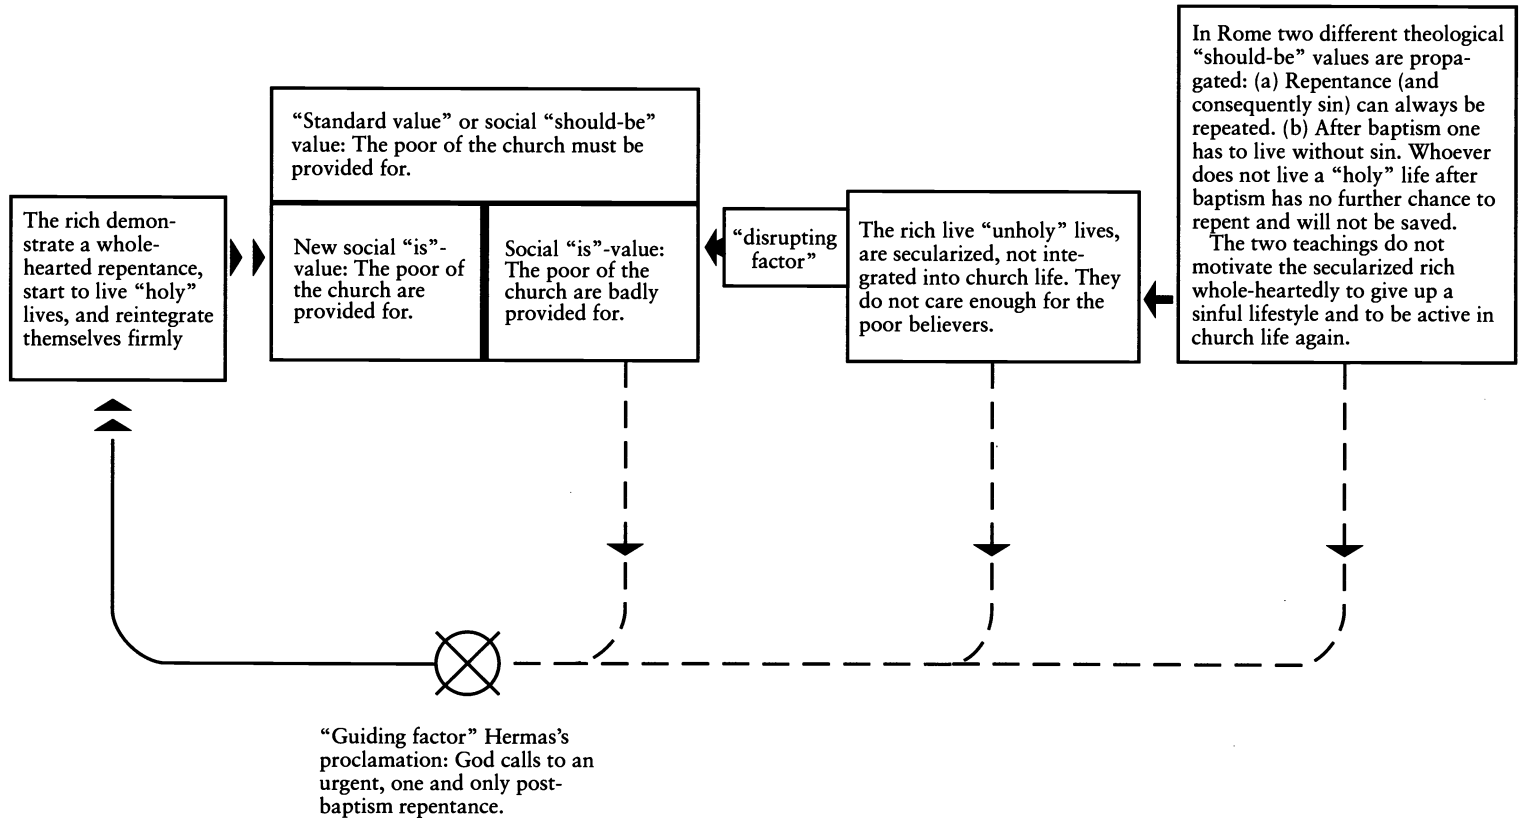 The rich demon-
strate a whole-
hearted repentance,
start to live “holy”
lives, and reintegrate
themselves firmly
“Standard value” or social “should-be”
value: The poor of the church must be
provided for.
New social “is”-
value: The poor of
the church are
provided for.
Social “is”-value:
The poor of the
church are badly
provided for.
“disrupting
factor”
The rich live “unholy” lives,
are secularized, not inte-
grated into church life. They
do not care enough for the
poor believers.
In Rome two different theological
“should-be” values are propa-
gated: (a) Repentance (and
consequently sin) can always be
repeated. (b) After baptism one
has to live without sin. Whoever
does not live a “holy” life after
baptism has no further chance to
repent and will not be saved.
The two teachings do not
motivate the secularized rich
whole-heartedly to give up a
sinful lifestyle and to be active in
church life again.
“Guiding factor” Hermas’s
proclamation: God calls to an
urgent, one and only post-
baptism repentance.